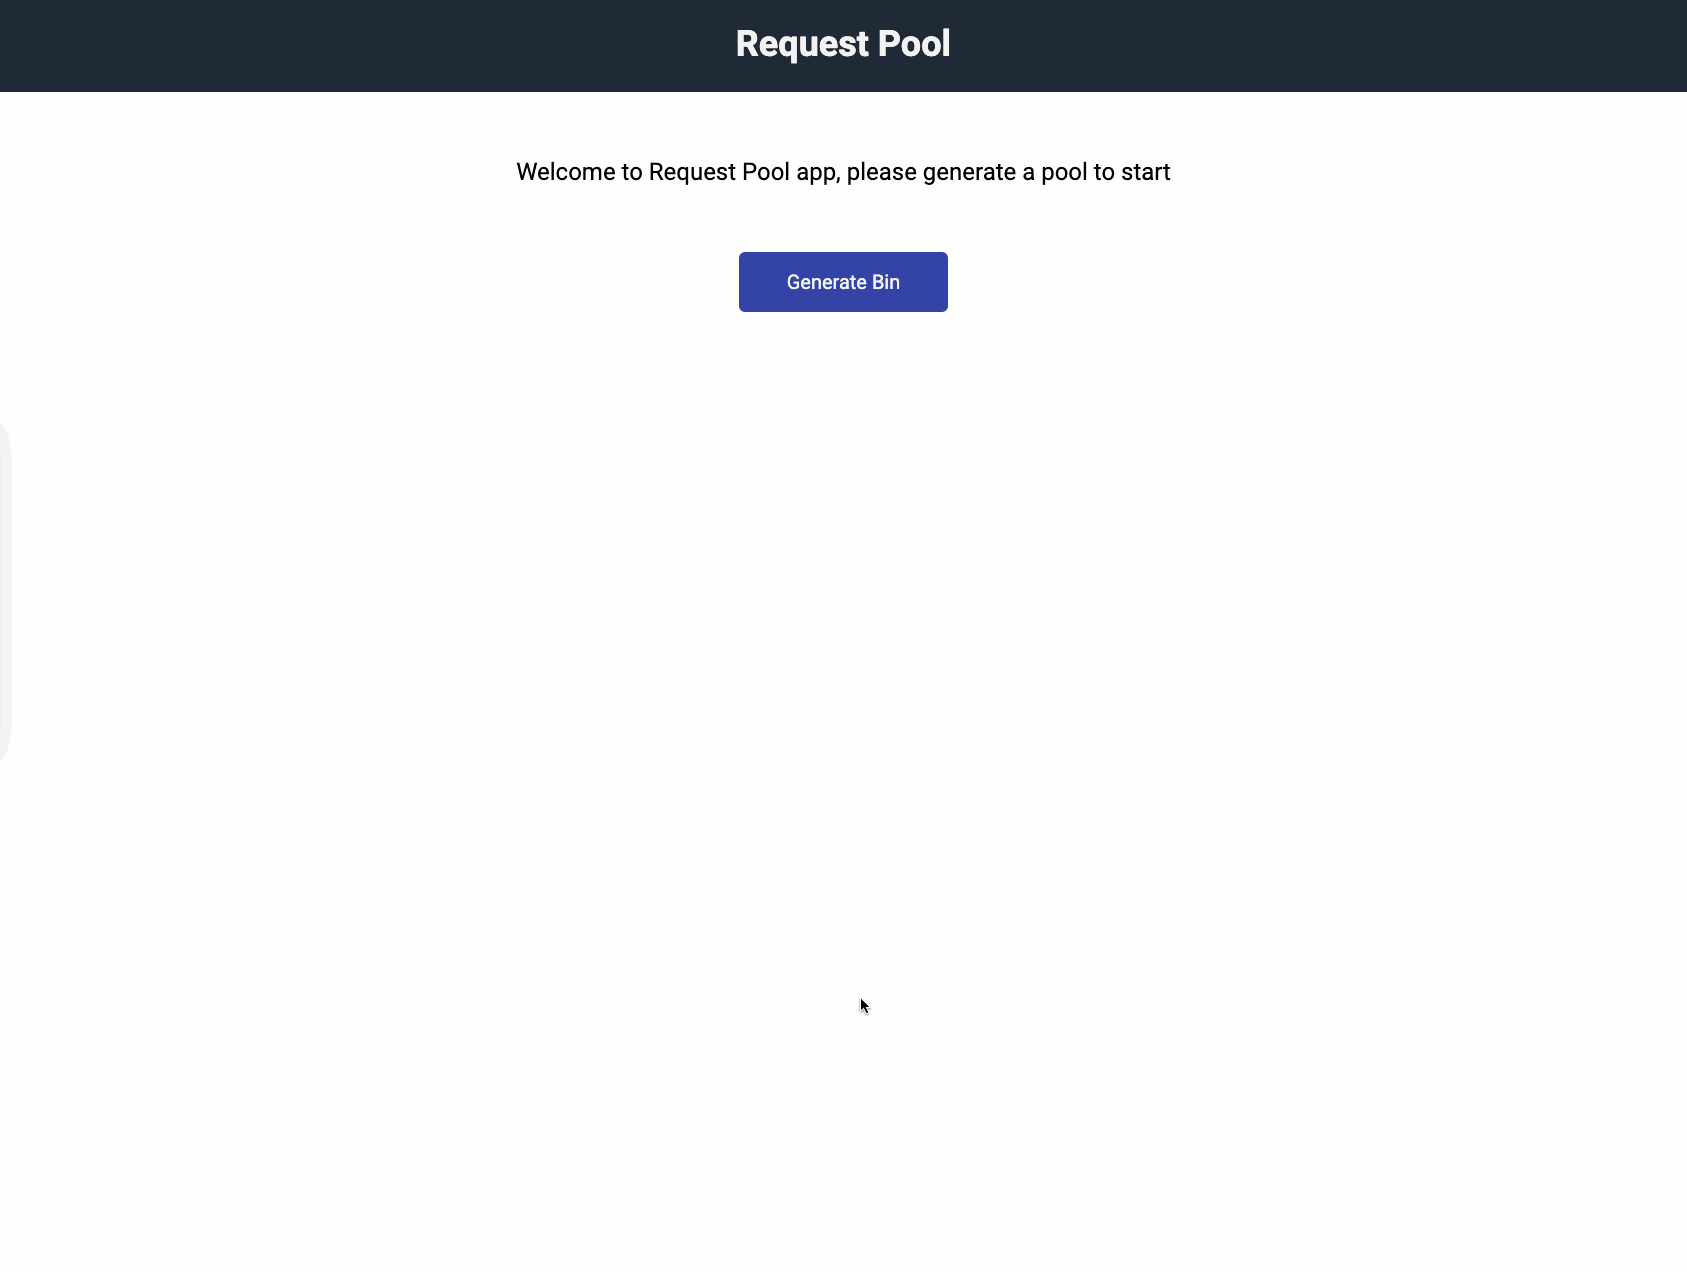 Request Pool
Welcome to Request Pool app, please generate a pool to start
Generate Bin